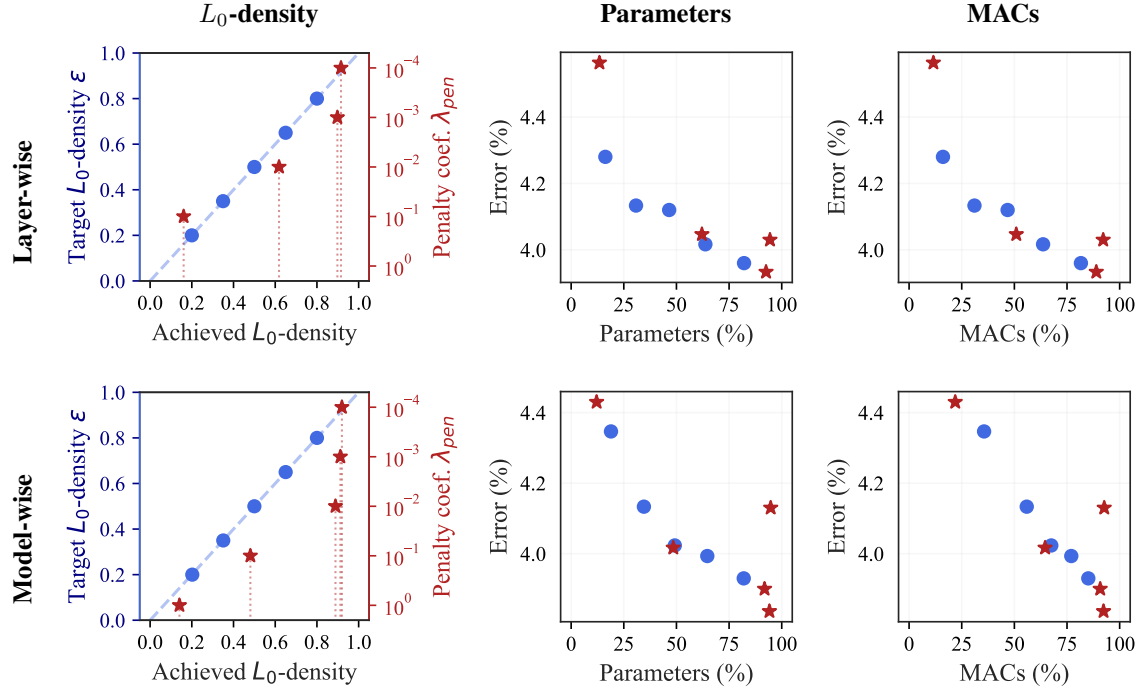 L₀-density
Parameters
MACs
Layer-wise
Target L₀-density ε
1.0
0.8
0.6
0.4
0.2
0.0
0.0 0.2 0.4 0.6 0.8 1.0
Achieved L₀-density
10⁻⁴
10⁻³
10⁻²
10⁻¹
10⁰
Penalty coef. λₚₑₙ
Error (%)
4.4
4.2
4.0
0 25 50 75 100
Parameters (%)
Error (%)
4.4
4.2
4.0
0 25 50 75 100
MACs (%)
Model-wise
Target L₀-density ε
1.0
0.8
0.6
0.4
0.2
0.0
0.0 0.2 0.4 0.6 0.8 1.0
Achieved L₀-density
10⁻⁴
10⁻³
10⁻²
10⁻¹
10⁰
Penalty coef. λₚₑₙ
Error (%)
4.4
4.2
4.0
0 25 50 75 100
Parameters (%)
Error (%)
4.4
4.2
4.0
0 25 50 75 100
MACs (%)